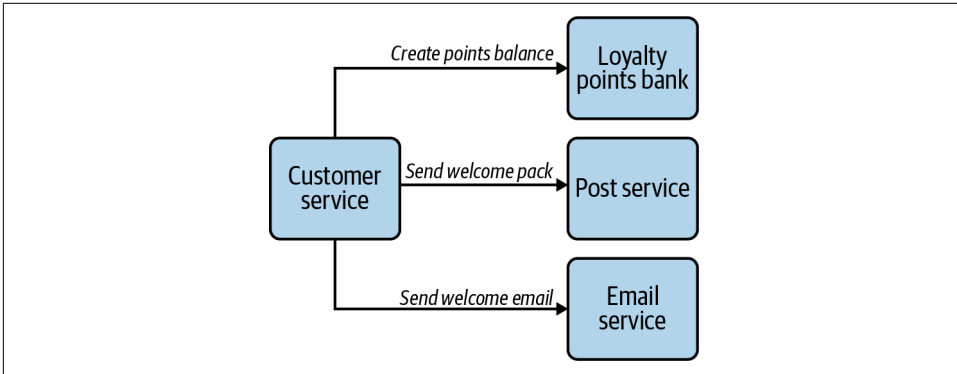 Create points balance
Loyalty
points bank
Customer
service
Send welcome pack
Post service
Send welcome email
Email
service